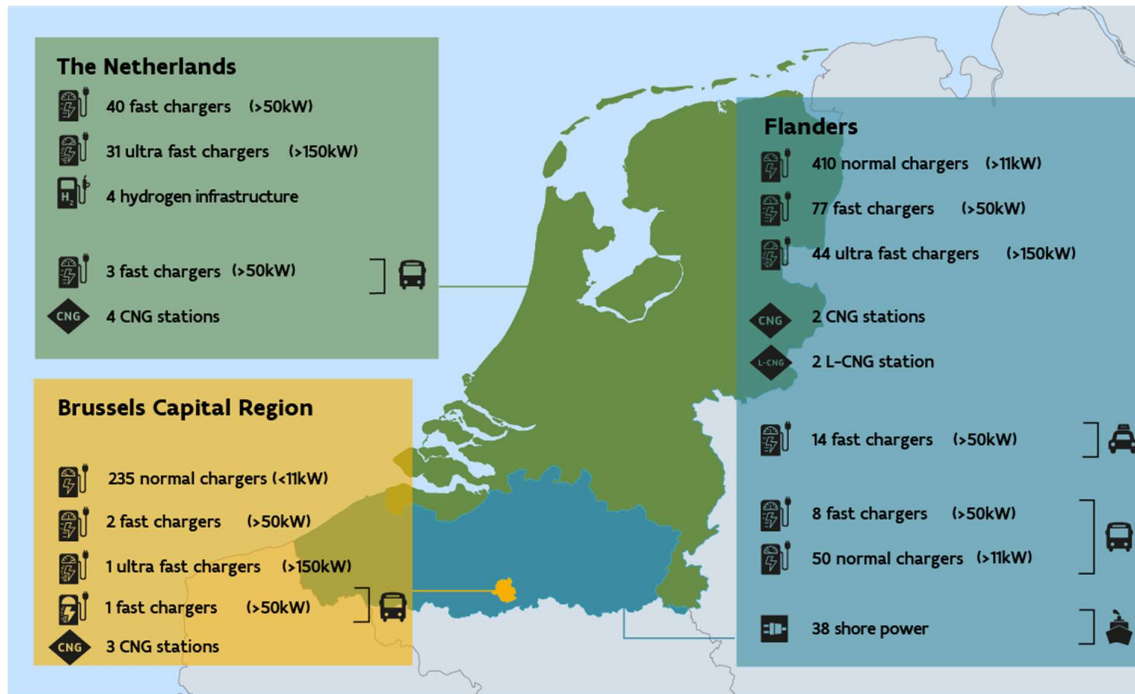 The Netherlands
40 fast chargers (>50kW)
31 ultra fast chargers (>150kW)
H2
4 hydrogen infrastructure
3 fast chargers (>50kW)
CNG
4 CNG stations
Brussels Capital Region
235 normal chargers (<11kW)
2 fast chargers (>50kW)
1 ultra fast chargers (>150kW)
1 fast chargers (>50kW)
CNG
3 CNG stations
Flanders
410 normal chargers (>11kW)
77 fast chargers (>50kW)
44 ultra fast chargers (>150kW)
CNG
2 CNG stations
L-CNG
2 L-CNG station
14 fast chargers (>50kW)
8 fast chargers (>50kW)
50 normal chargers (>11kW)
38 shore power